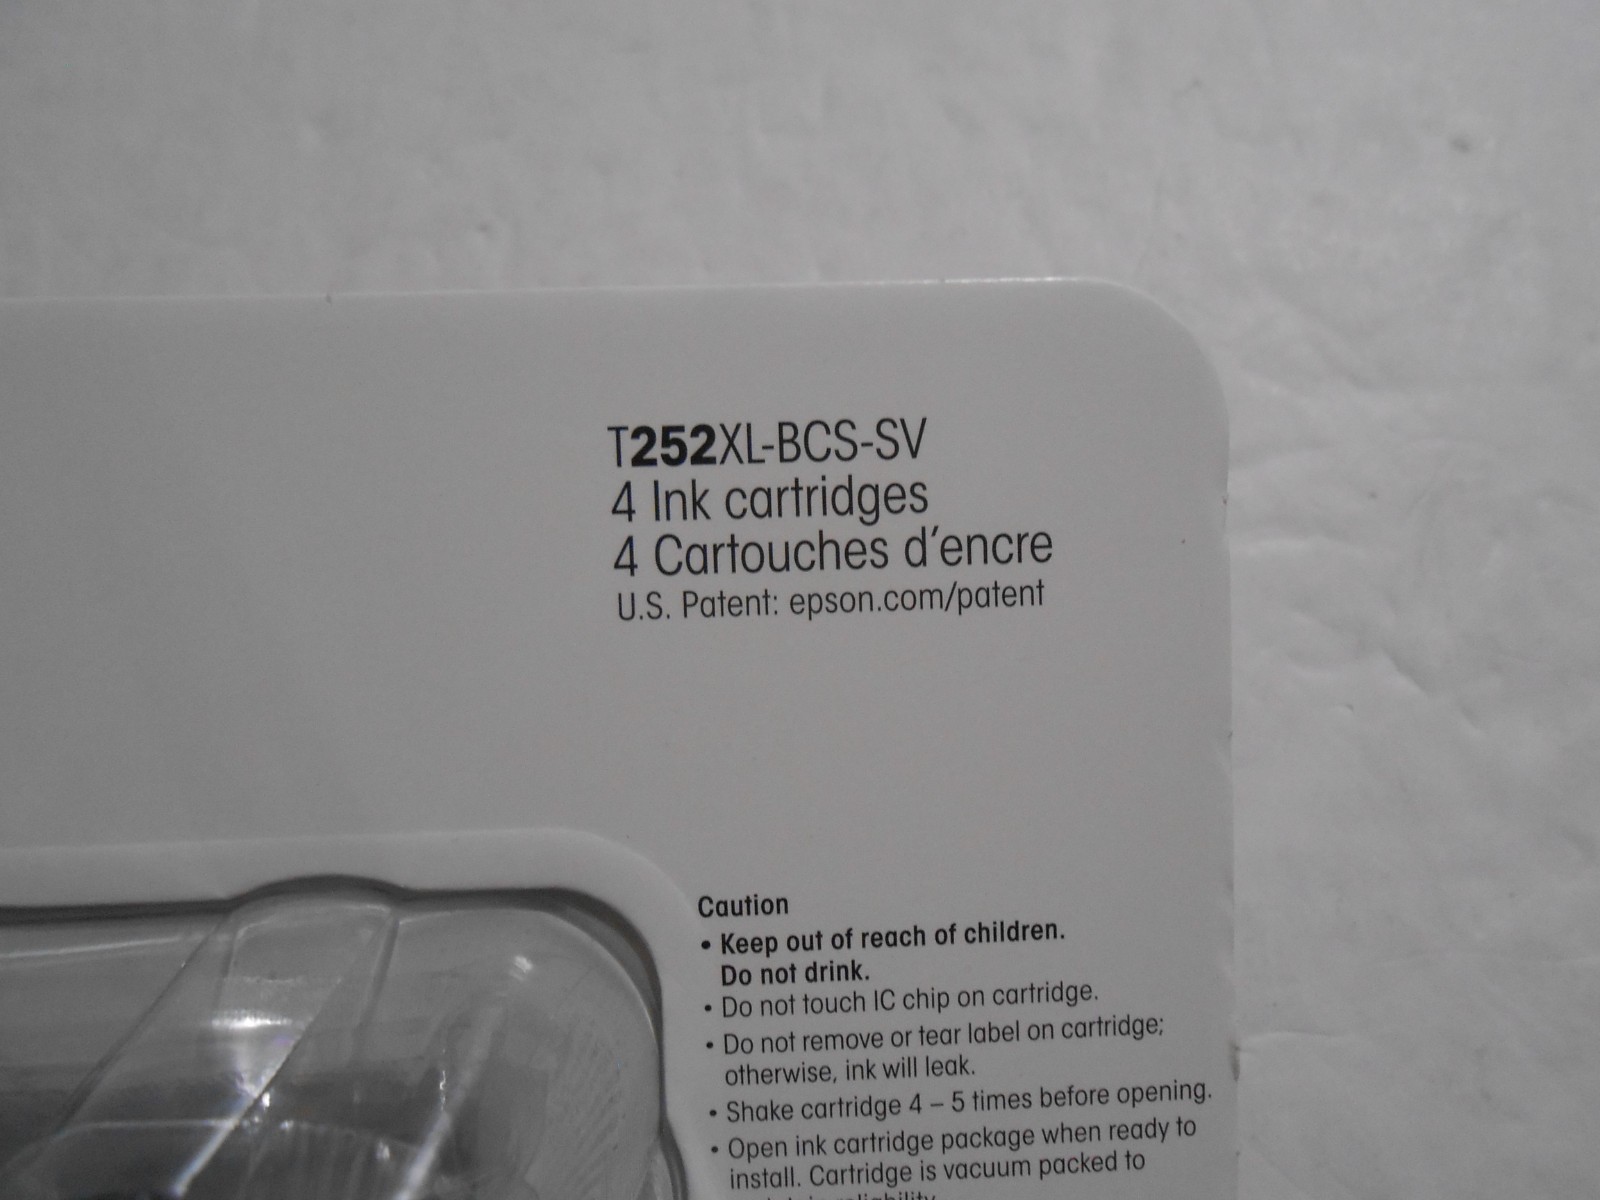 T252XL-BCS-SV
4 Ink cartridges
4 Cartouches d'encre
U.S. Patent: epson.com/patent
Caution
• Keep out of reach of children.
Do not drink.
• Do not touch IC chip on cartridge.
• Do not remove or tear label on cartridge;
otherwise, ink will leak.
• Shake cartridge 4 – 5 times before opening.
• Open ink cartridge package when ready to
install. Cartridge is vacuum packed to
reliability.